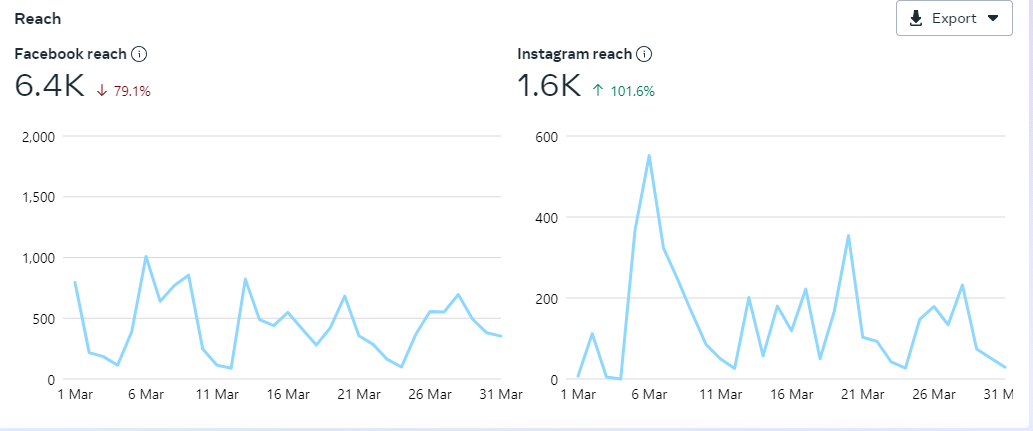 Reach
Export
Facebook reach
6.4K ↓ 79.1%
2,000
1,500
1,000
500
0
1 Mar 6 Mar 11 Mar 16 Mar 21 Mar 26 Mar 31 Mar
Instagram reach
1.6K ↑ 101.6%
600
400
200
0
1 Mar 6 Mar 11 Mar 16 Mar 21 Mar 26 Mar 31 M